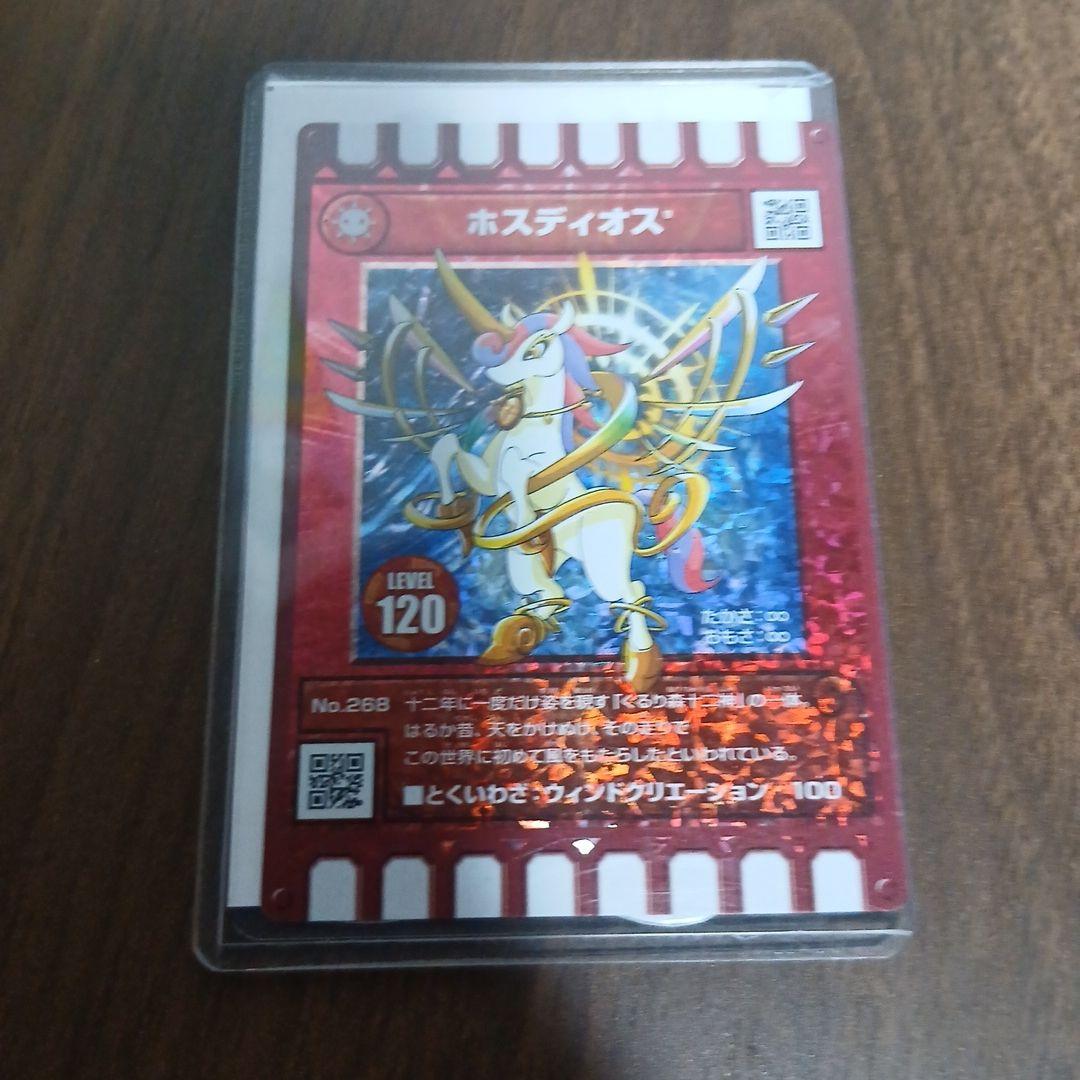 ホスディオス
LEVEL
120
たかさ：∞
おもさ：∞
No.268
十二年に一度だけ姿を現す「くるり森十二神」の一体。
はるか昔、天をかけぬけ、その走りで
この世界に初めて風をもたらしたといわれている。
■とくいわざ：ウィンドクリエーション 100